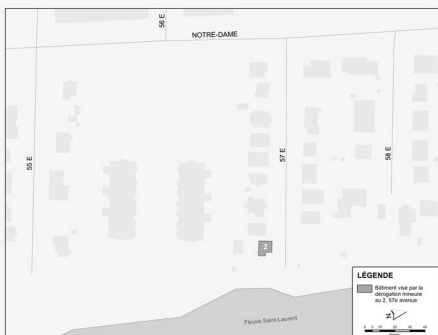 56 E
NOTRE-DAME
55 E
57 E
58 E
2
Fleuve Saint-Laurent
LÉGENDE
Bâtiment visé par la
dérogation mineure
au 2, 57e avenue